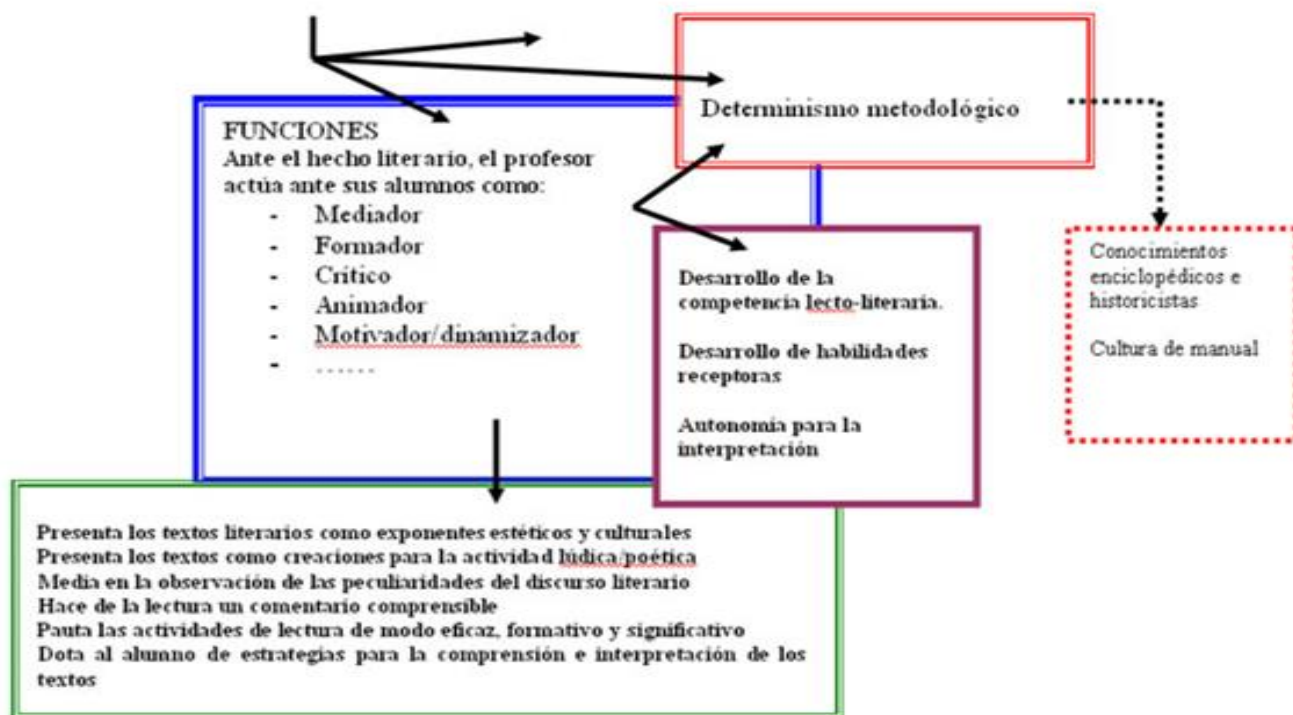 Determinismo metodológico
FUNCIONES
Ante el hecho literario, el profesor
actúa ante sus alumnos como:
- Mediador
- Formador
- Crítico
- Animador
- Motivador/dinamizador
- ……
Desarrollo de la
competencia lecto-literaria.
Desarrollo de habilidades
receptoras
Autonomía para la
interpretación
Conocimientos
enciclopédicos e
historicistas
Cultura de manual
Presenta los textos literarios como exponentes estéticos y culturales
Presenta los textos como creaciones para la actividad lúdica/poética
Media en la observación de las peculiaridades del discurso literario
Hace de la lectura un comentario comprensible
Pauta las actividades de lectura de modo eficaz, formativo y significativo
Dota al alumno de estrategias para la comprensión e interpretación de los
textos